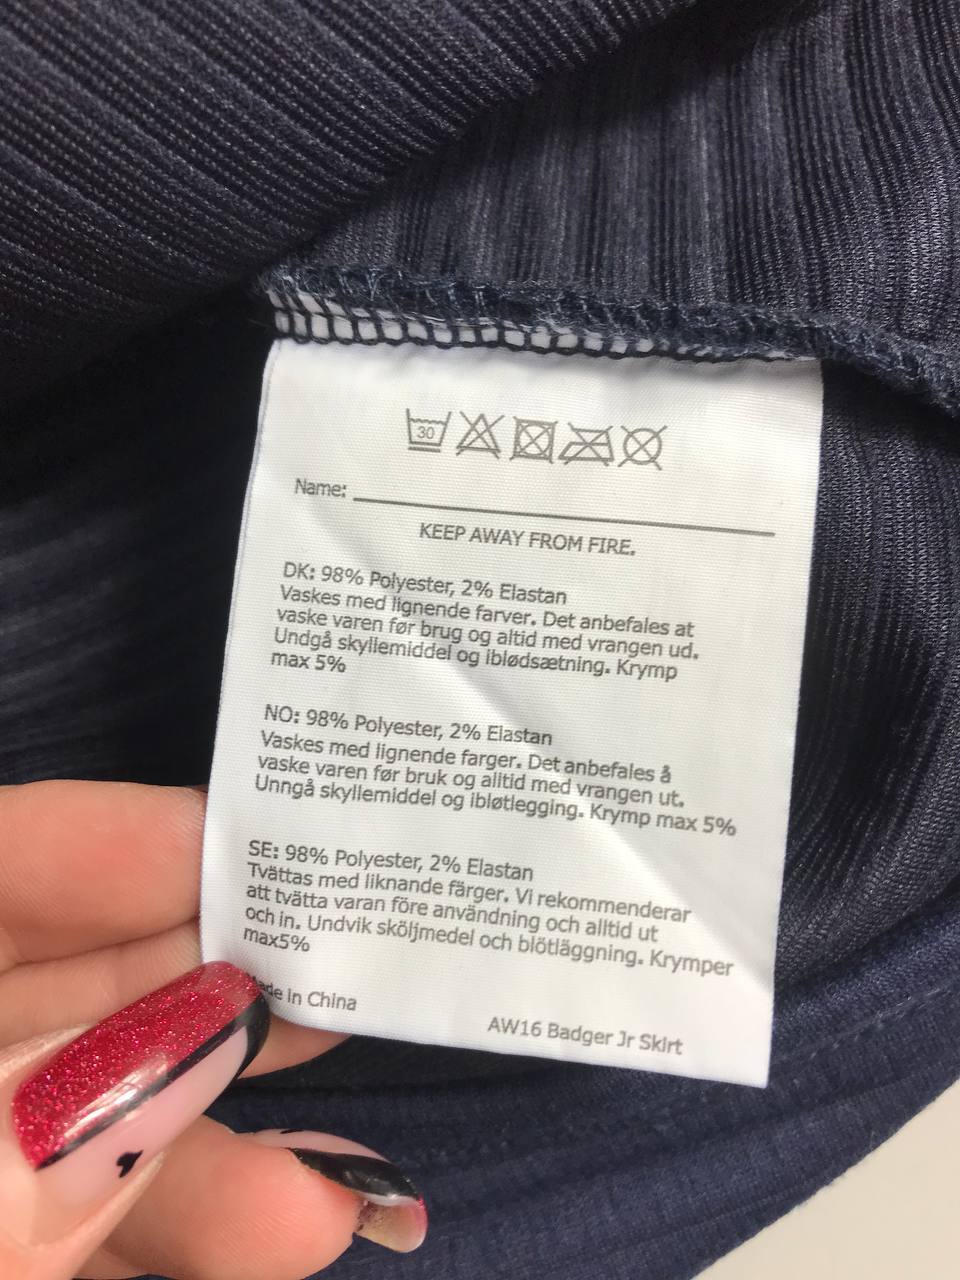 30
Name:
KEEP AWAY FROM FIRE.
DK: 98% Polyester, 2% Elastan
Vaskes med lignende farver. Det anbefales at
vaske varen før brug og altid med vrangen ud.
Undgå skyllemiddel og iblødsætning. Krymp
max 5%
NO: 98% Polyester, 2% Elastan
Vaskes med lignende farger. Det anbefales å
vaske varen før bruk og alltid med vrangen ut.
Unngå skyllemiddel og ibløtlegging. Krymp max 5%
SE: 98% Polyester, 2% Elastan
Tvättas med liknande färger. Vi rekommenderar
att tvätta varan före användning och alltid ut
och in. Undvik sköljmedel och blötläggning. Krymper
max5%
Made in China
AW16 Badger Jr Skirt